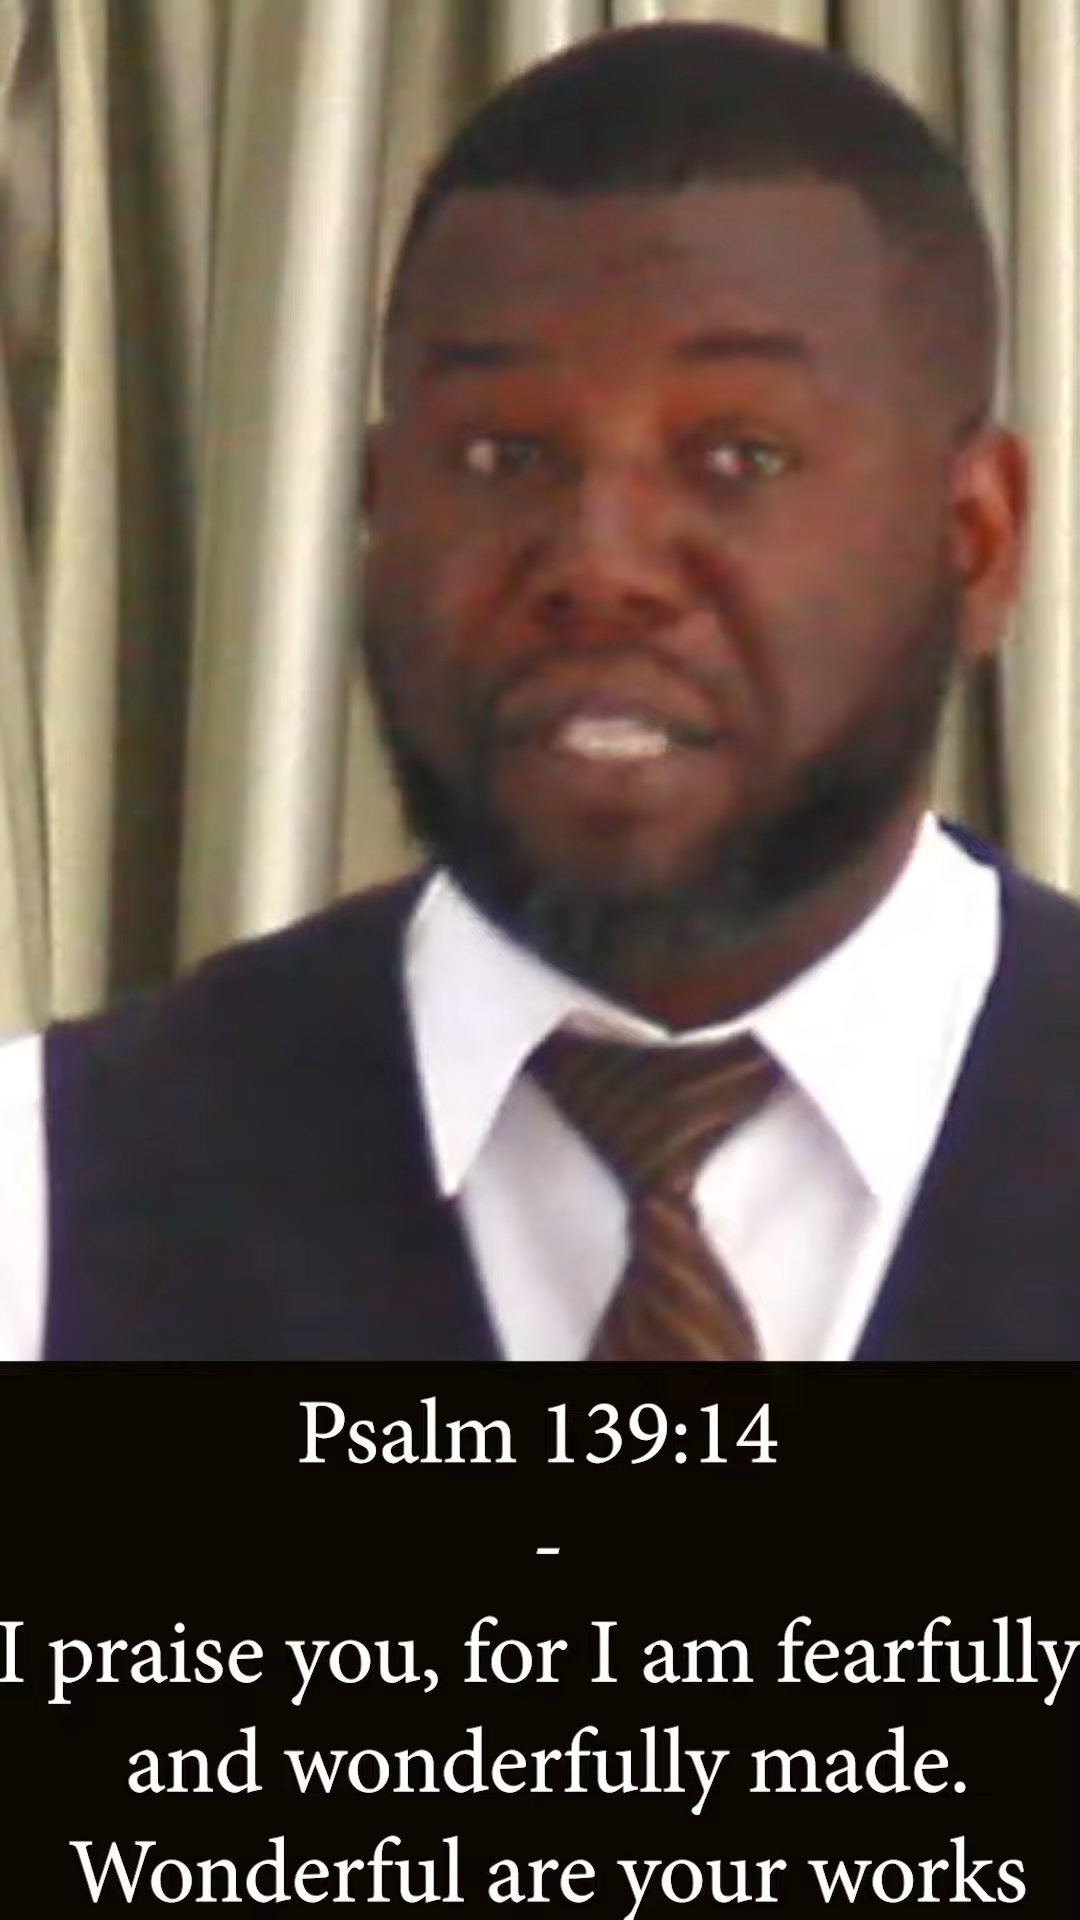 Psalm 139:14
-
I praise you, for I am fearfully
and wonderfully made.
Wonderful are your works